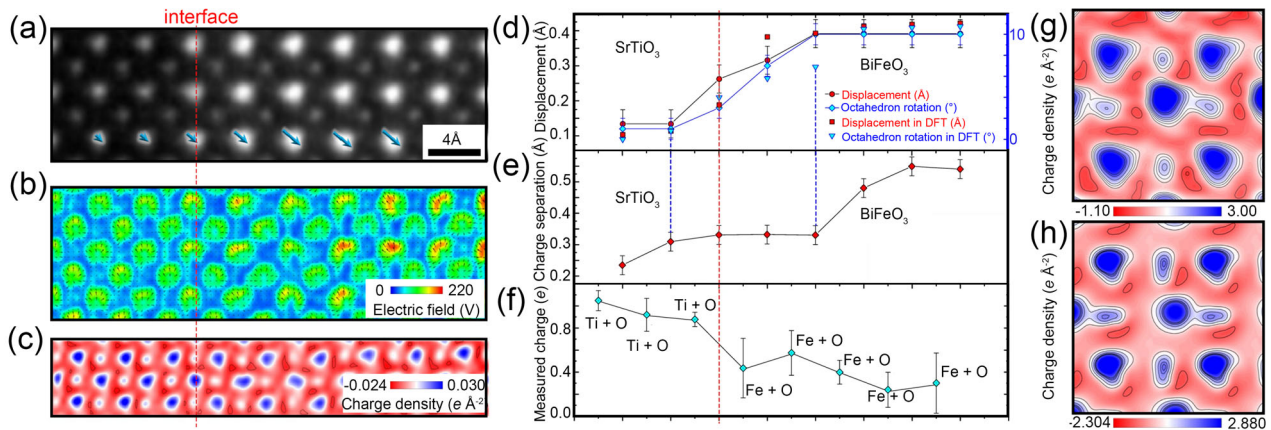 interface
(a)
4Å
(b)
0 220
Electric field (V)
(c)
-0.024 0.030
Charge density (e Å-2)
(d)
Displacement (Å)
0.4
0.3
0.2
0.1
SrTiO3
BiFeO3
Displacement (Å)
Octahedron rotation (°)
Displacement in DFT (Å)
Octahedron rotation in DFT (°)
10
0
(e)
Charge separation (Å)
0.5
0.4
0.3
0.2
SrTiO3
BiFeO3
(f)
Measured charge (e)
0.8
0.4
0.0
Ti + O
Ti + O
Ti + O
Fe + O
Fe + O
Fe + O
Fe + O
Fe + O
(g)
Charge density (e Å-2)
-1.10 3.00
(h)
Charge density (e Å-2)
-2.304 2.880